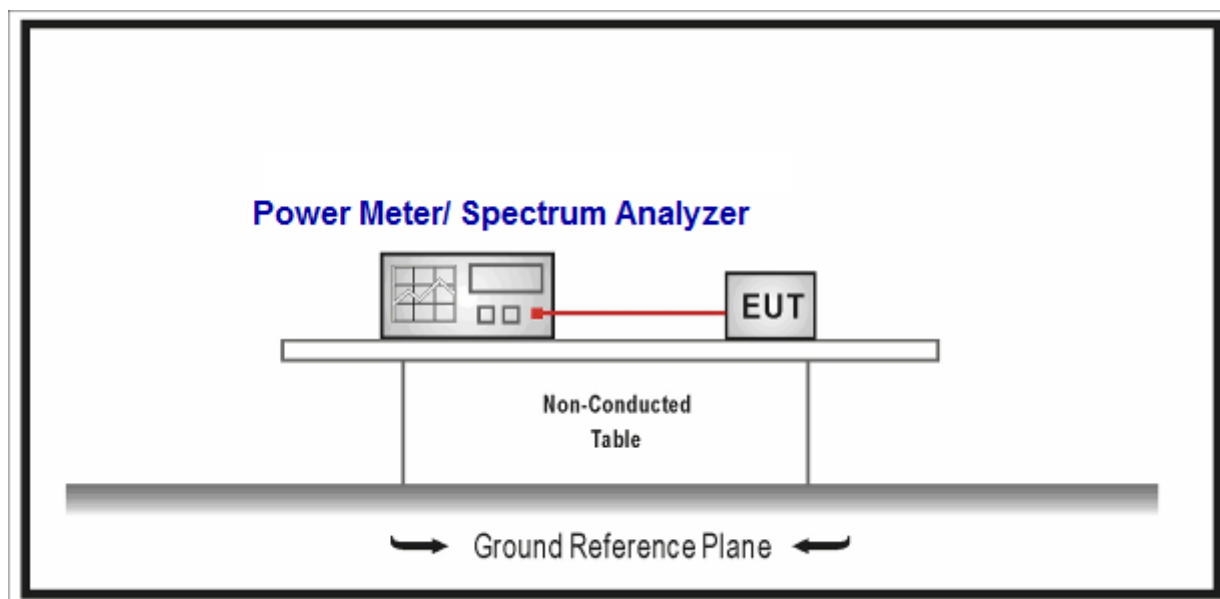 Power Meter/ Spectrum Analyzer
EUT
Non-Conducted
Table
Ground Reference Plane